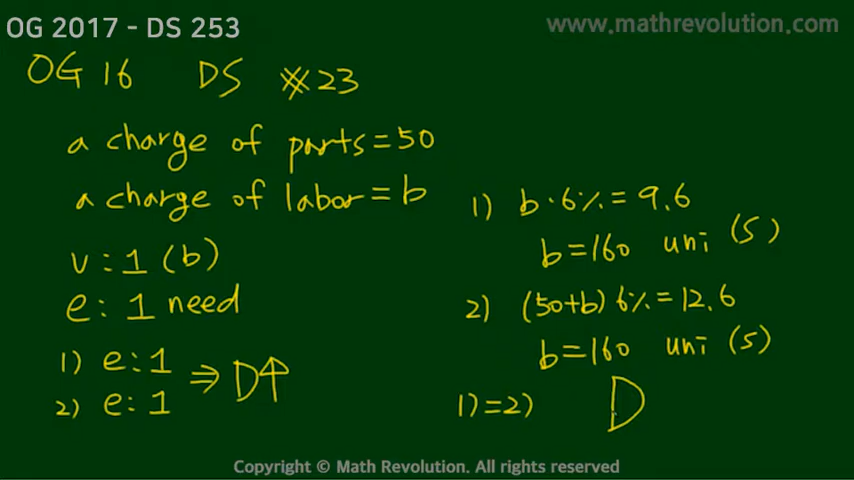 OG 2017 - DS 253
www.mathrevolution.com
OG 16 DS #23
a charge of parts=50
a charge of labor=b
v:1 (b)
e:1 need
1) e:1
2) e:1
⇒D↑
1) b·6%=9.6
b=160 uni (S)
2) (50+b)6%=12.6
b=160 uni (S)
1)=2) D
Copyright © Math Revolution. All rights reserved